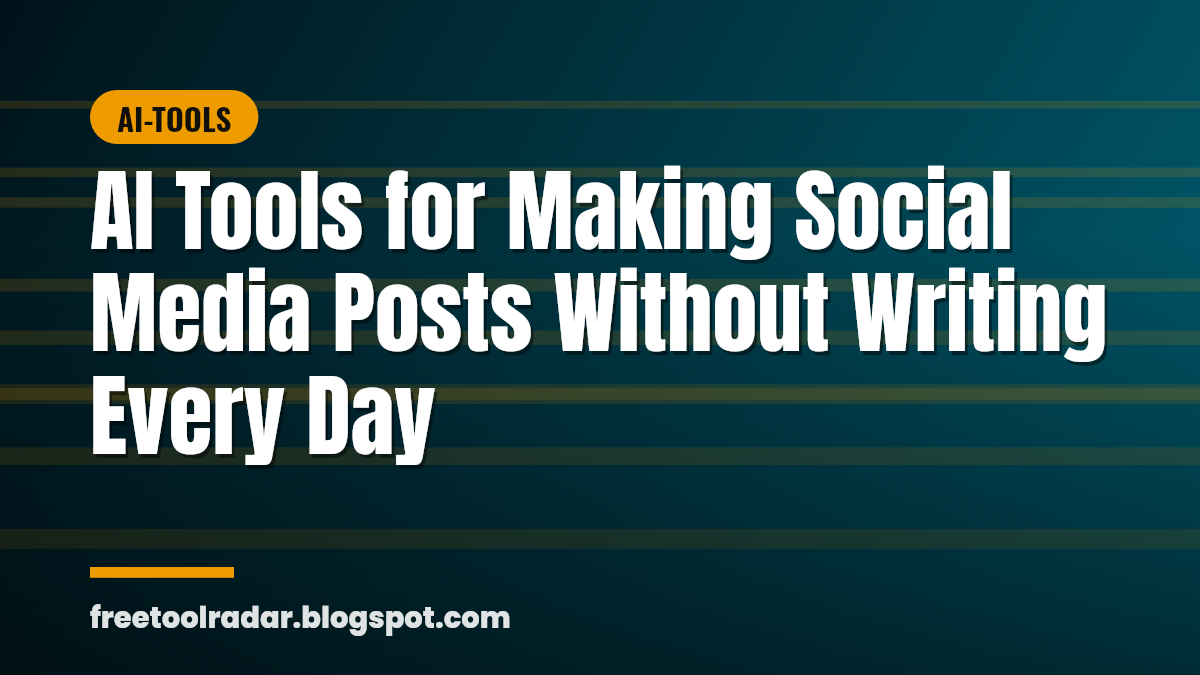 AI-TOOLS
AI Tools for Making Social
Media Posts Without Writing
Every Day
freetoolradar.blogspot.com